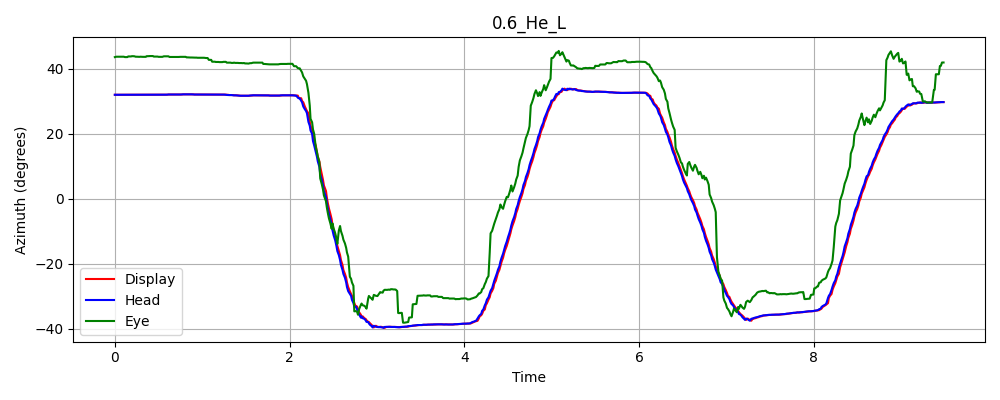 0.6_He_L
Azimuth (degrees)
40
20
0
−20
−40
Display
Head
Eye
0 2 4 6 8
Time